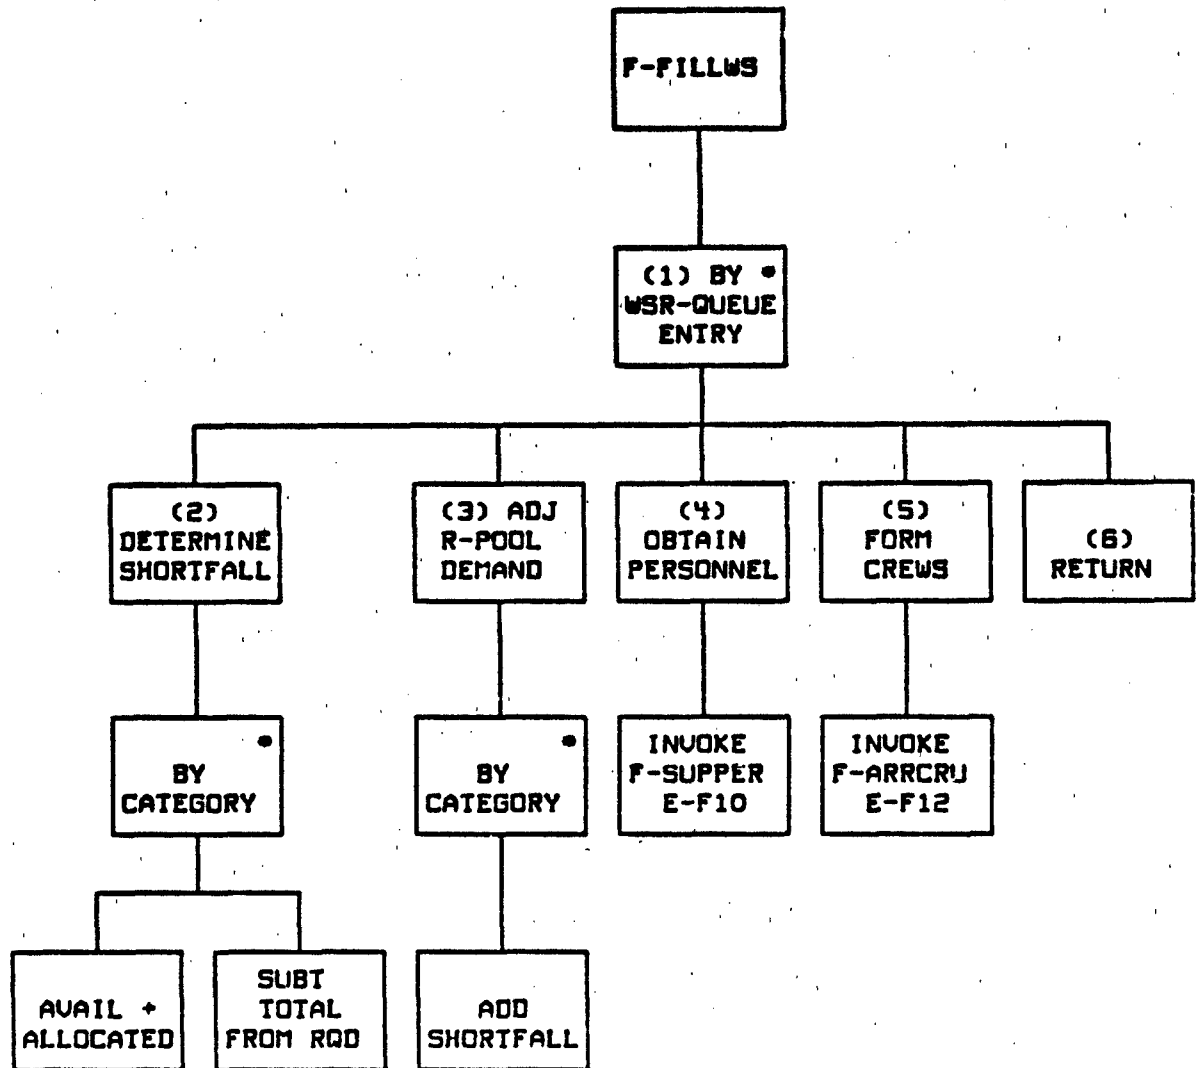 F-FILLWS
(1) BY *
WSR-QUEUE
ENTRY
(2)
DETERMINE
SHORTFALL
(3) ADJ
R-POOL
DEMAND
(4)
OBTAIN
PERSONNEL
(5)
FORM
CREWS
(6)
RETURN
*
BY
CATEGORY
*
BY
CATEGORY
INVOKE
F-SUPPER
E-F10
INVOKE
F-ARRCRU
E-F12
AVAIL +
ALLOCATED
SUBT
TOTAL
FROM RQD
ADD
SHORTFALL